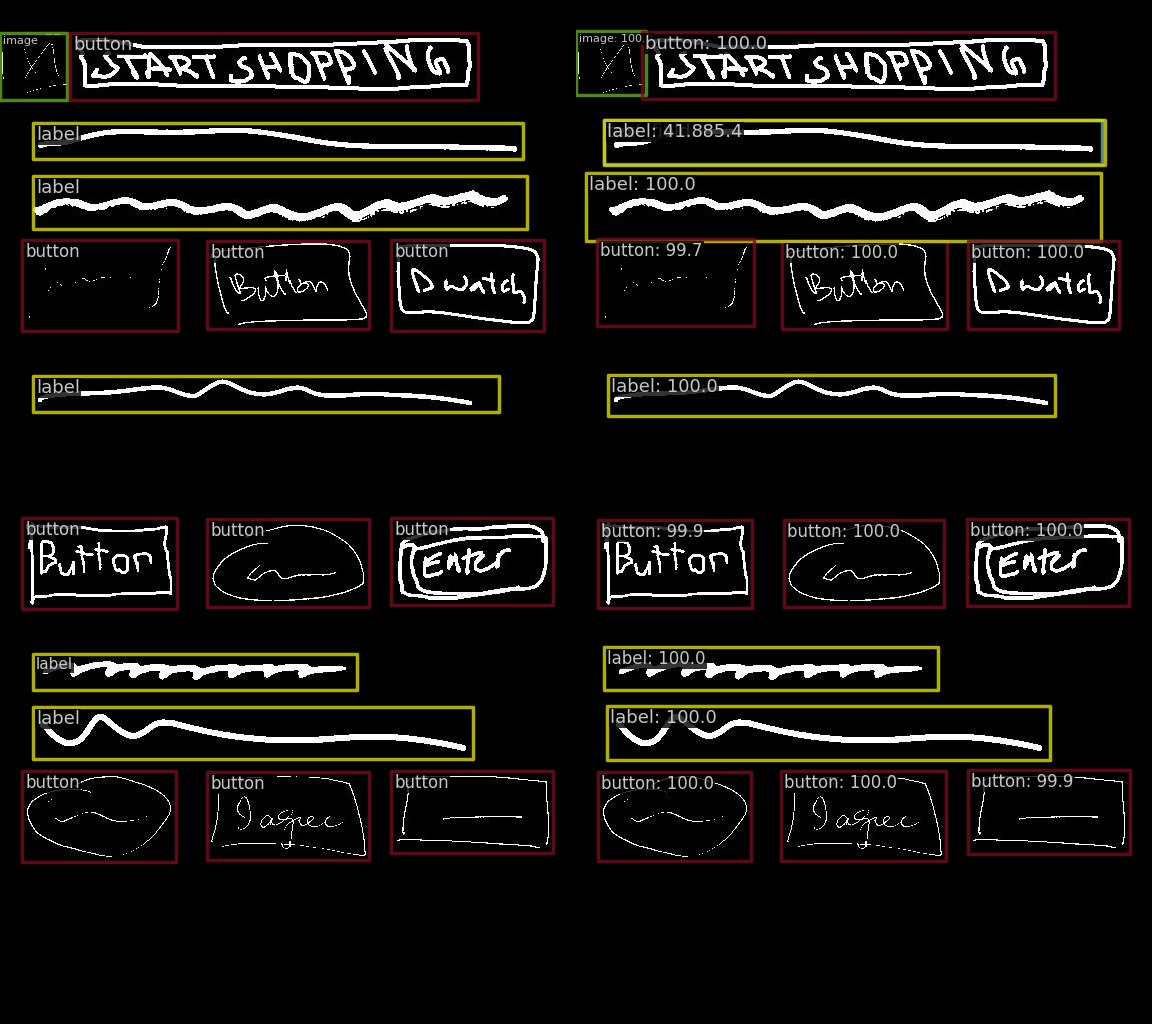 image button image: 100 button: 100.0
START SHOPPING START SHOPPING
label label: 41.885.4
label label: 100.0
button button button button: 99.7 button: 100.0 button: 100.0
Button D watch Button D watch
label label: 100.0
button button button button: 99.9 button: 100.0 button: 100.0
Button Enter Button Enter
label label: 100.0
label label: 100.0
button button button button: 100.0 button: 100.0 button: 99.9
I agree I agree